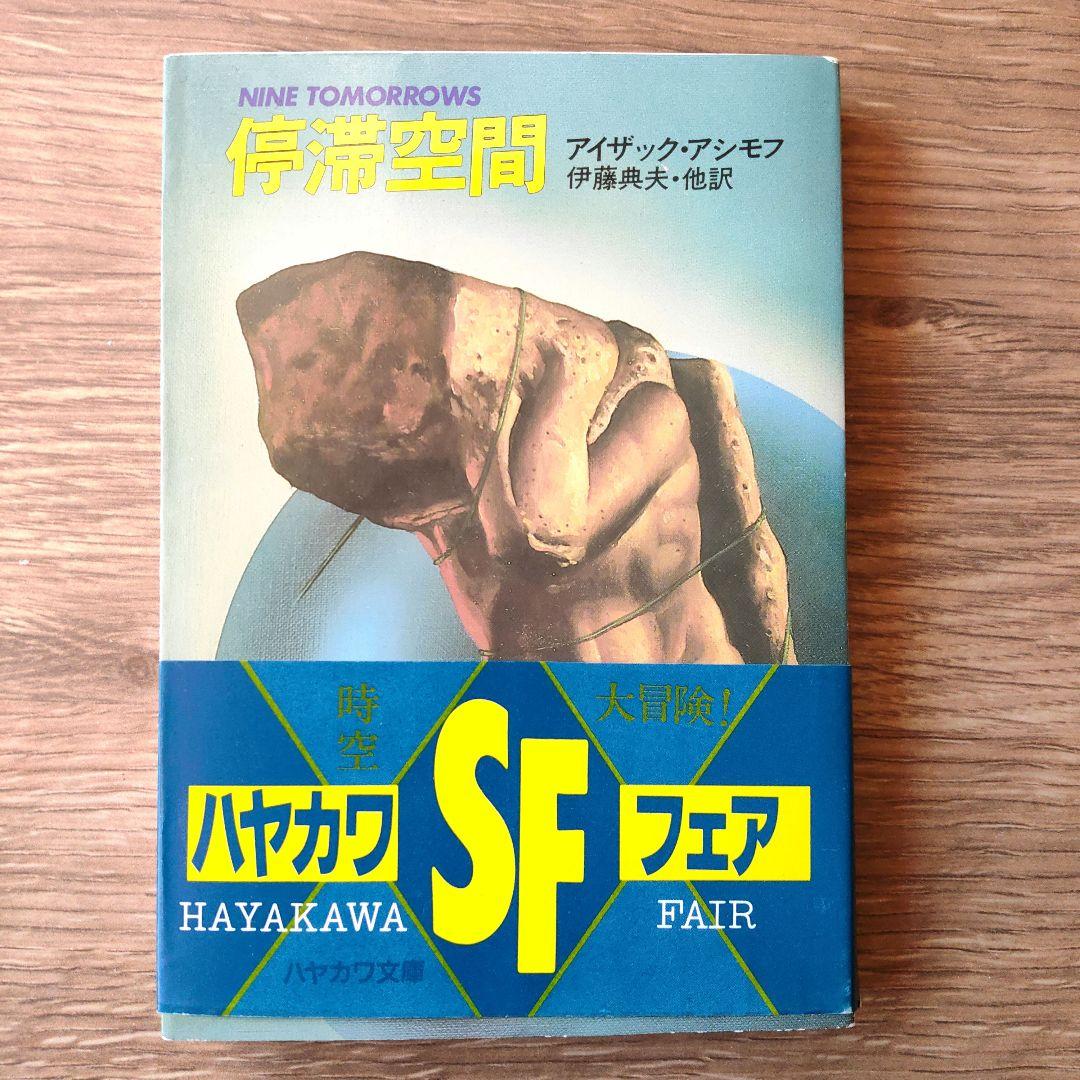 NINE TOMORROWS
停滞空間
アイザック・アシモフ
伊藤典夫・他訳
時空
大冒険!
ハヤカワ
SF
フェア
HAYAKAWA
FAIR
ハヤカワ文庫